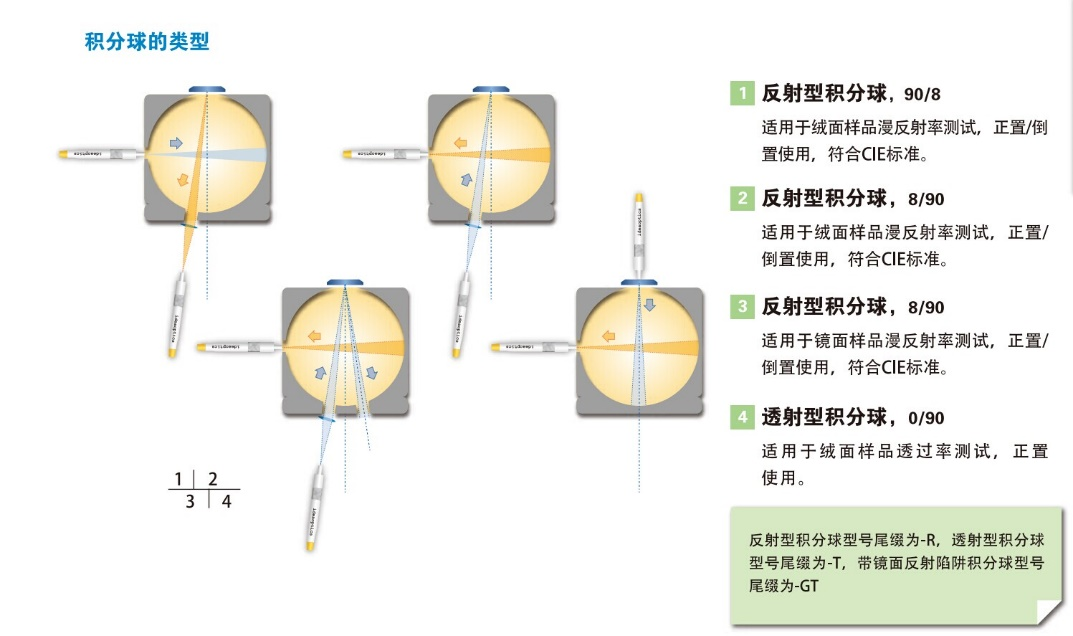 积分球的类型
ideaoptics
ideaoptics
ideaoptics
ideaoptics
ideaoptics
ideaoptics
ideaoptics
ideaoptics
1 2
3 4
1 反射型积分球，90/8
适用于绒面样品漫反射率测试，正置/倒
置使用，符合CIE标准。
2 反射型积分球，8/90
适用于绒面样品漫反射率测试，正置/
倒置使用，符合CIE标准。
3 反射型积分球，8/90
适用于镜面样品漫反射率测试，正置/
倒置使用，符合CIE标准。
4 透射型积分球，0/90
适用于绒面样品透过率测试，正置
使用。
反射型积分球型号尾缀为-R，透射型积分球
型号尾缀为-T，带镜面反射陷阱积分球型号
尾缀为-GT